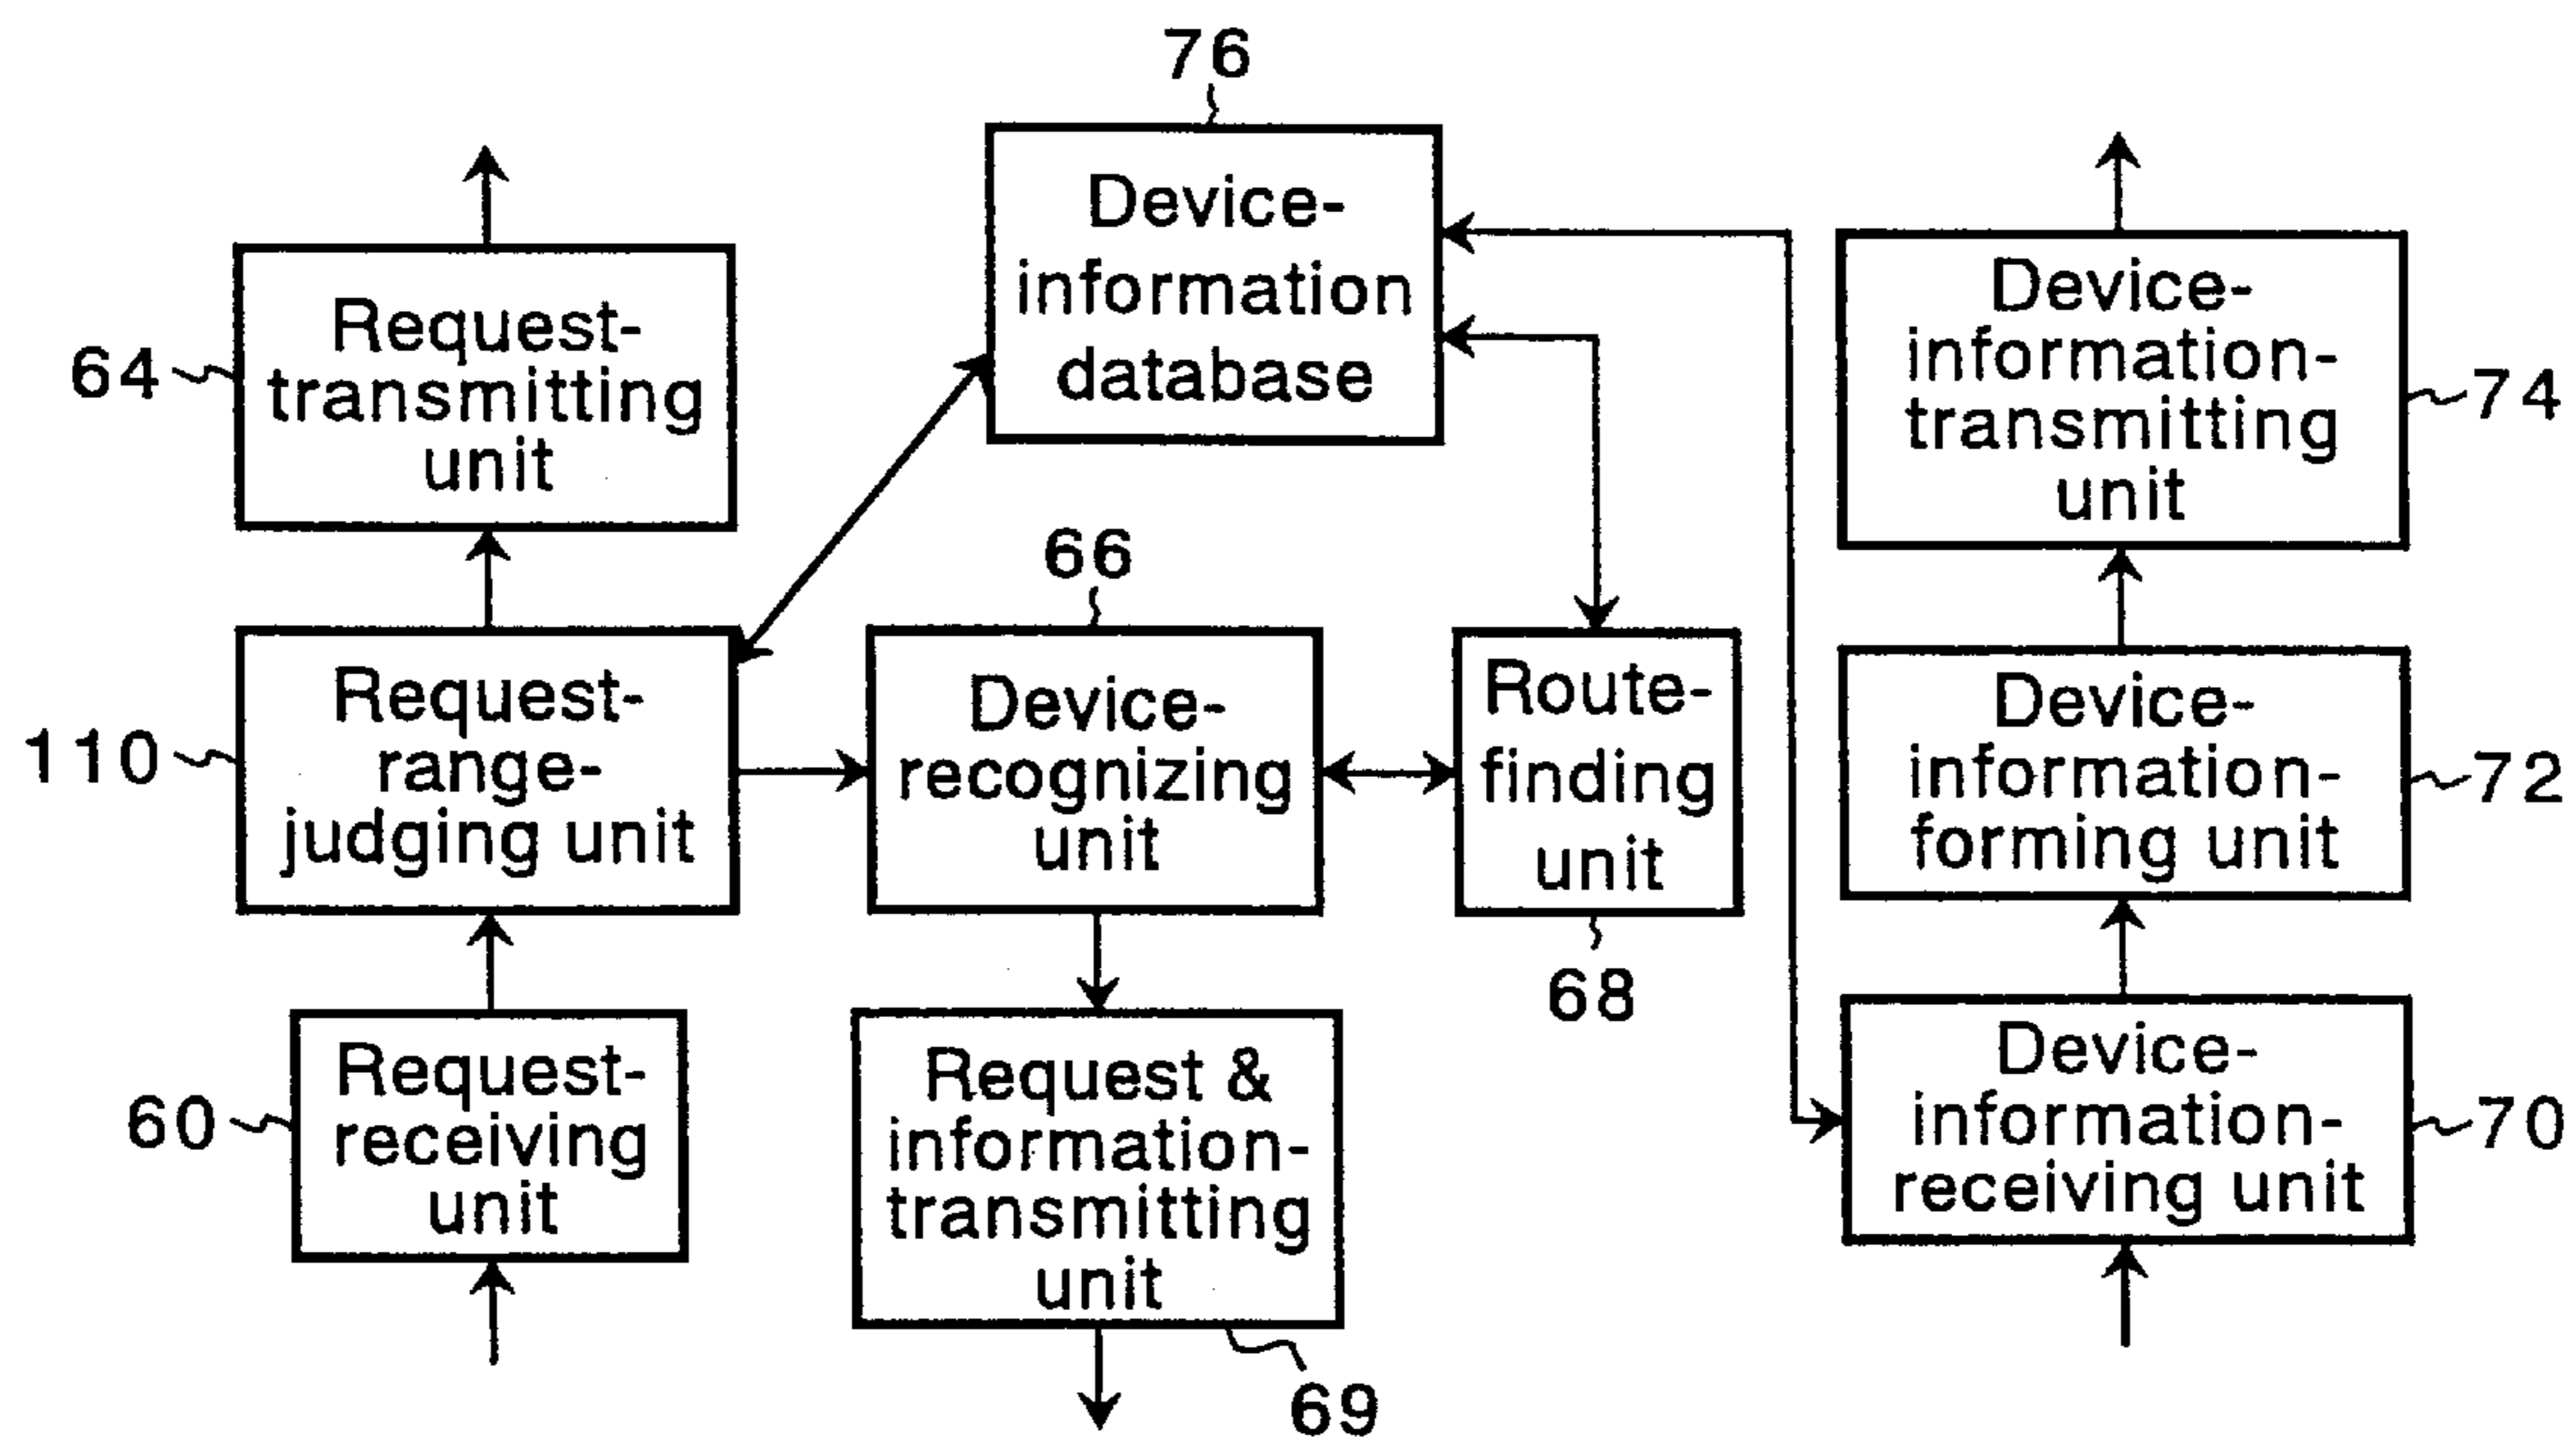 76
Device-
information
database
64
Request-
transmitting
unit
Device-
information-
transmitting
unit
74
66
110
Request-
range-
judging unit
Device-
recognizing
unit
Route-
finding
unit
68
Device-
information-
forming unit
72
60
Request-
receiving
unit
Request &
information-
transmitting
unit
69
Device-
information-
receiving unit
70